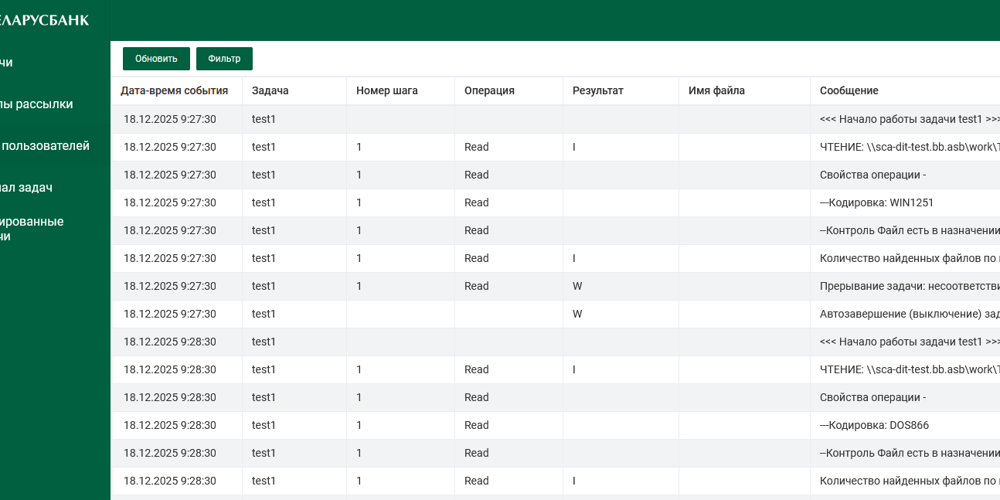 ЕЛАРУСБАНК
чи
пы рассылки
пользователей
ал задач
ированные
чи
Обновить Фильтр
Дата-время события Задача Номер шага Операция Результат Имя файла Сообщение
18.12.2025 9:27:30 test1 <<< Начало работы задачи test1 >>>
18.12.2025 9:27:30 test1 1 Read I ЧТЕНИЕ: \\sca-dit-test.bb.asb\work\T
18.12.2025 9:27:30 test1 1 Read Свойства операции -
18.12.2025 9:27:30 test1 1 Read ---Кодировка: WIN1251
18.12.2025 9:27:30 test1 1 Read --Контроль Файл есть в назначении
18.12.2025 9:27:30 test1 1 Read I Количество найденных файлов по
18.12.2025 9:27:30 test1 1 Read W Прерывание задачи: несоответстви
18.12.2025 9:27:30 test1 W Автозавершение (выключение) зад
18.12.2025 9:28:30 test1 <<< Начало работы задачи test1 >>>
18.12.2025 9:28:30 test1 1 Read I ЧТЕНИЕ: \\sca-dit-test.bb.asb\work\T
18.12.2025 9:28:30 test1 1 Read Свойства операции -
18.12.2025 9:28:30 test1 1 Read ---Кодировка: DOS866
18.12.2025 9:28:30 test1 1 Read --Контроль Файл есть в назначении
18.12.2025 9:28:30 test1 1 Read I Количество найденных файлов по